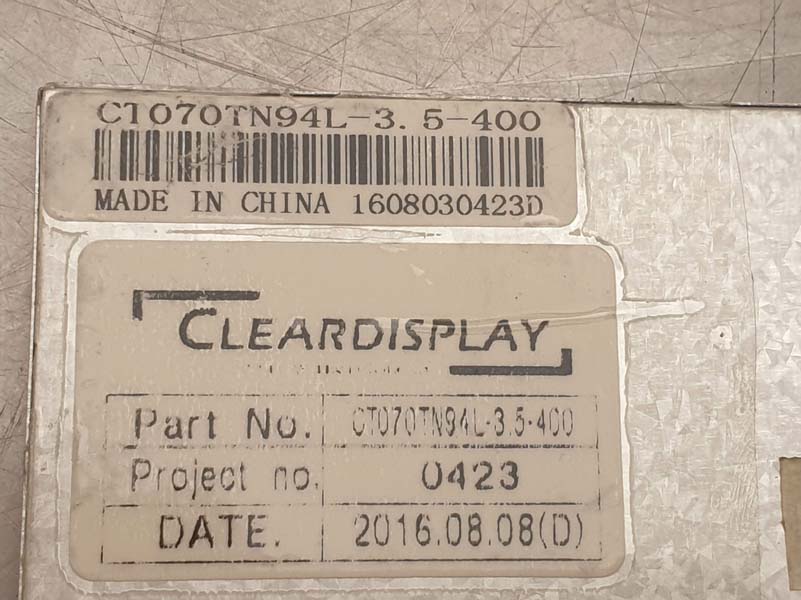 CT070TN94L-3.5-400
MADE IN CHINA 1608030423D
CLEARDISPLAY
Part No. CT070TN94L-3.5-400
Project no. 0423
DATE. 2016.08.08(D)